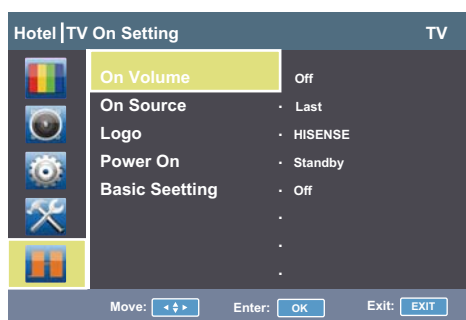 Hotel | TV On Setting TV
On Volume Off
On Source · Last
Logo · HISENSE
Power On · Standby
Basic Seetting · Off
·
·
·
Move: Enter: OK Exit: EXIT